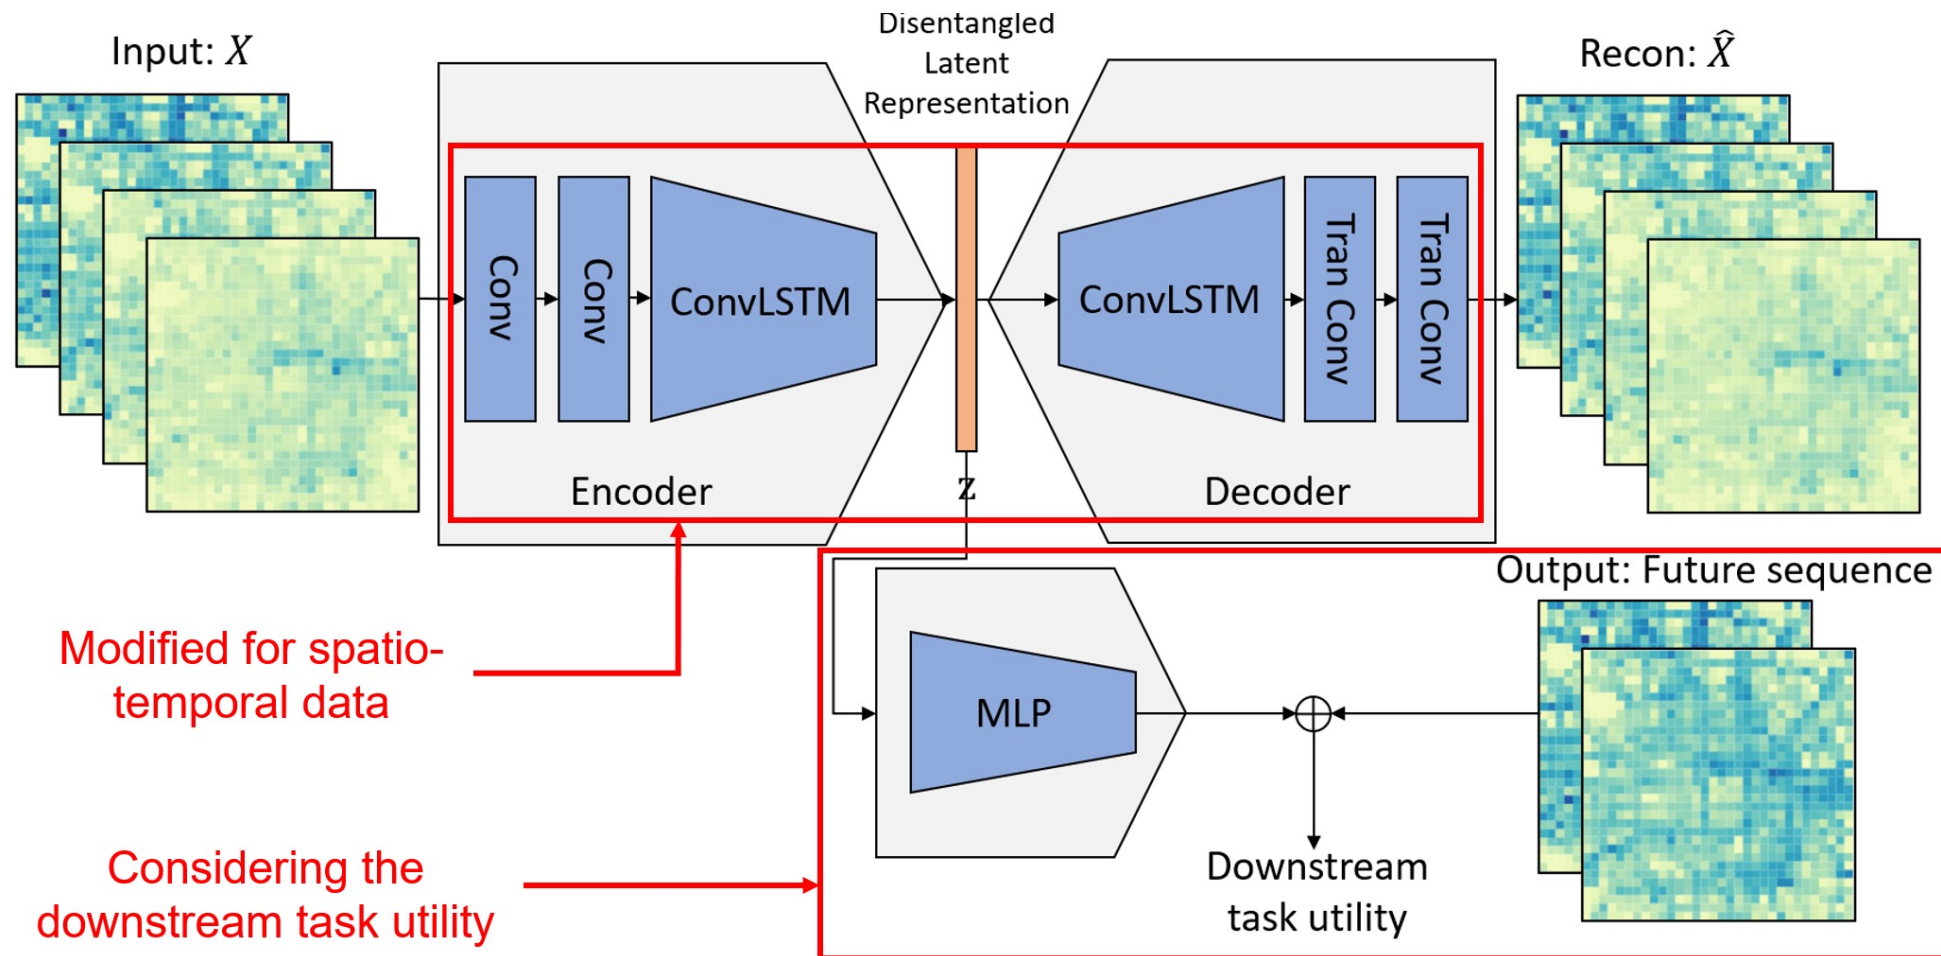 Input: X
Disentangled
Latent
Representation
Recon: X̂
Conv
Conv
ConvLSTM
ConvLSTM
Tran Conv
Tran Conv
Encoder
z
Decoder
Output: Future sequence
Modified for spatio-
temporal data
MLP
Considering the
downstream task utility
Downstream
task utility